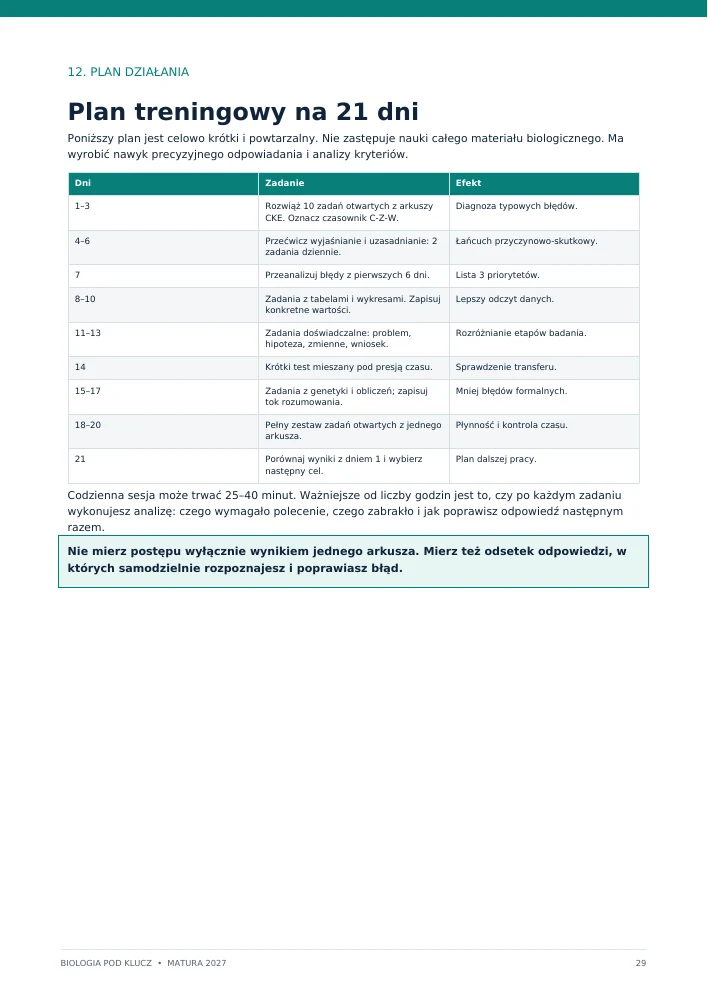 12. PLAN DZIAŁANIA
Plan treningowy na 21 dni
Poniższy plan jest celowo krótki i powtarzalny. Nie zastępuje nauki całego materiału biologicznego. Ma
wyrobić nawyk precyzyjnego odpowiadania i analizy kryteriów.
Dni Zadanie Efekt
1–3 Rozwiąż 10 zadań otwartych z arkuszy Diagnoza typowych błędów.
CKE. Oznacz czasownik C-Z-W.
4–6 Przećwicz wyjaśnianie i uzasadnianie: 2 Łańcuch przyczynowo-skutkowy.
zadania dziennie.
7 Przeanalizuj błędy z pierwszych 6 dni. Lista 3 priorytetów.
8–10 Zadania z tabelami i wykresami. Zapisuj Lepszy odczyt danych.
konkretne wartości.
11–13 Zadania doświadczalne: problem, Rozróżnianie etapów badania.
hipoteza, zmienne, wniosek.
14 Krótki test mieszany pod presją czasu. Sprawdzenie transferu.
15–17 Zadania z genetyki i obliczeń; zapisuj Mniej błędów formalnych.
tok rozumowania.
18–20 Pełny zestaw zadań otwartych z jednego Płynność i kontrola czasu.
arkusza.
21 Porównaj wyniki z dniem 1 i wybierz Plan dalszej pracy.
następny cel.
Codzienna sesja może trwać 25–40 minut. Ważniejsze od liczby godzin jest to, czy po każdym zadaniu
wykonujesz analizę: czego wymagało polecenie, czego zabrakło i jak poprawisz odpowiedź następnym
razem.
Nie mierz postępu wyłącznie wynikiem jednego arkusza. Mierz też odsetek odpowiedzi, w
których samodzielnie rozpoznajesz i poprawiasz błąd.
BIOLOGIA POD KLUCZ • MATURA 2027 29